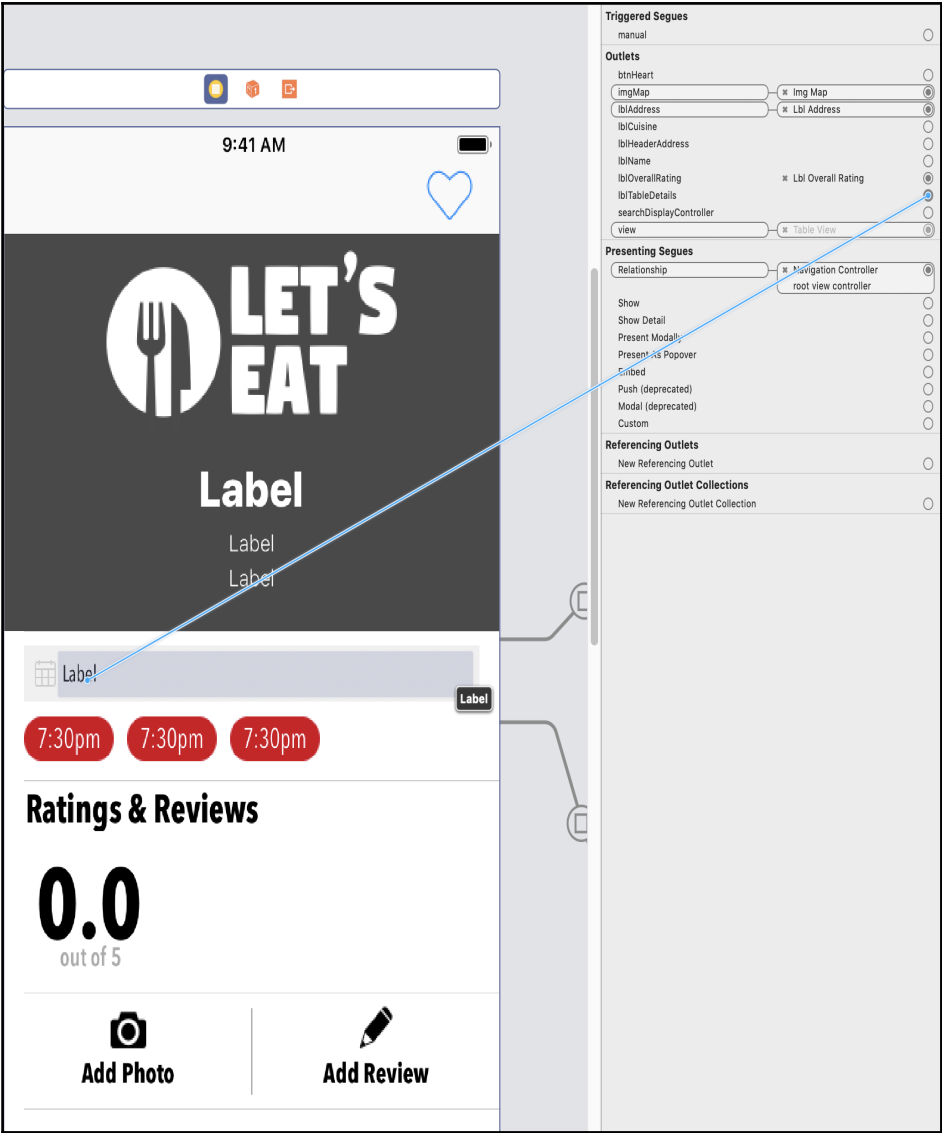 9:41 AM
LET'S
EAT
Label
Label
Label
Label
Label
7:30pm 7:30pm 7:30pm
Ratings & Reviews
0.0
out of 5
Add Photo Add Review
Triggered Segues
manual
Outlets
btnHeart
imgMap Img Map
lblAddress Lbl Address
lblCuisine
lblHeaderAddress
lblName
lblOverallRating Lbl Overall Rating
lblTableDetails
searchDisplayController
view Table View
Presenting Segues
Relationship Navigation Controller
root view controller
Show
Show Detail
Present Modally
Present As Popover
Embed
Push (deprecated)
Modal (deprecated)
Custom
Referencing Outlets
New Referencing Outlet
Referencing Outlet Collections
New Referencing Outlet Collection